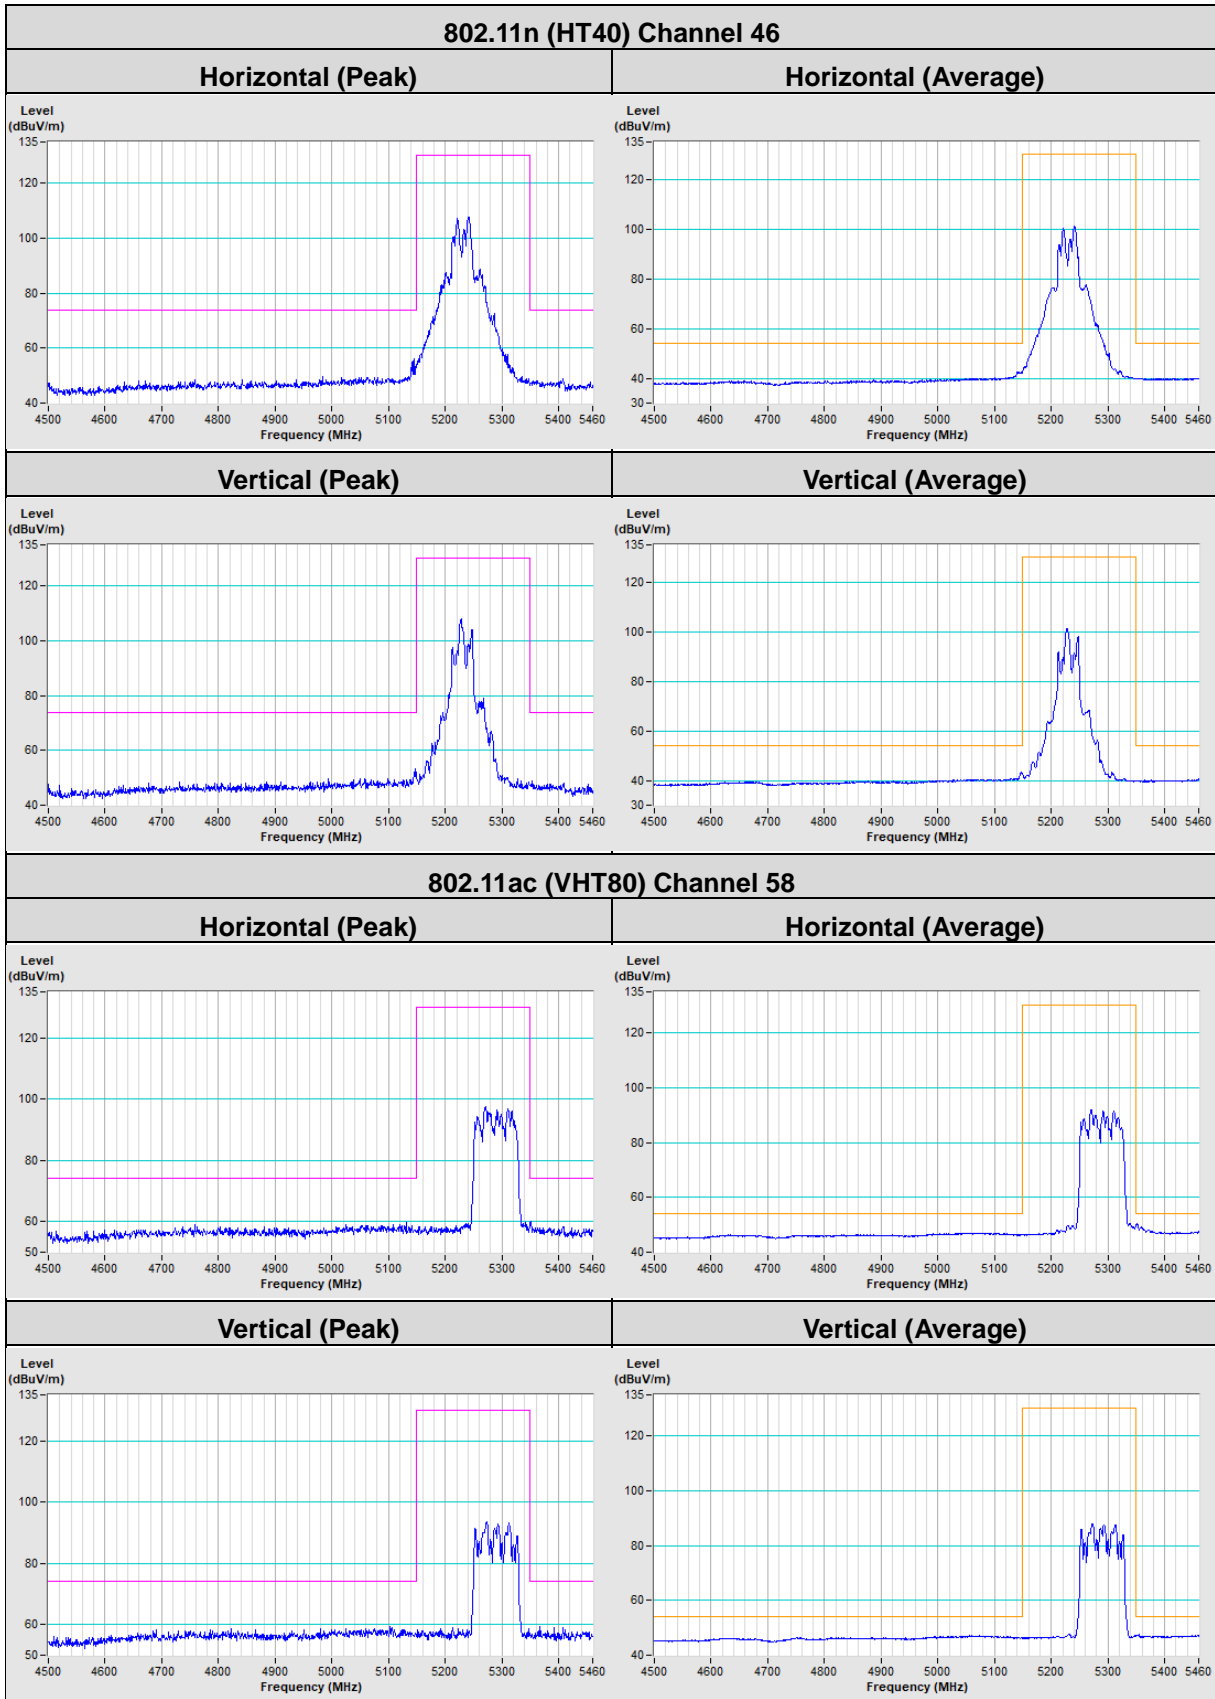 802.11n (HT40) Channel 46
Horizontal (Peak)
Horizontal (Average)
Level
(dBuV/m)
135
120
100
80
60
40
4500 4600 4700 4800 4900 5000 5100 5200 5300 5400 5460
Frequency (MHz)
Level
(dBuV/m)
135
120
100
80
60
40
30
4500 4600 4700 4800 4900 5000 5100 5200 5300 5400 5460
Frequency (MHz)
Vertical (Peak)
Vertical (Average)
Level
(dBuV/m)
135
120
100
80
60
40
4500 4600 4700 4800 4900 5000 5100 5200 5300 5400 5460
Frequency (MHz)
Level
(dBuV/m)
135
120
100
80
60
40
30
4500 4600 4700 4800 4900 5000 5100 5200 5300 5400 5460
Frequency (MHz)
802.11ac (VHT80) Channel 58
Horizontal (Peak)
Horizontal (Average)
Level
(dBuV/m)
135
120
100
80
60
50
4500 4600 4700 4800 4900 5000 5100 5200 5300 5400 5460
Frequency (MHz)
Level
(dBuV/m)
135
120
100
80
60
40
4500 4600 4700 4800 4900 5000 5100 5200 5300 5400 5460
Frequency (MHz)
Vertical (Peak)
Vertical (Average)
Level
(dBuV/m)
135
120
100
80
60
50
4500 4600 4700 4800 4900 5000 5100 5200 5300 5400 5460
Frequency (MHz)
Level
(dBuV/m)
135
120
100
80
60
40
4500 4600 4700 4800 4900 5000 5100 5200 5300 5400 5460
Frequency (MHz)